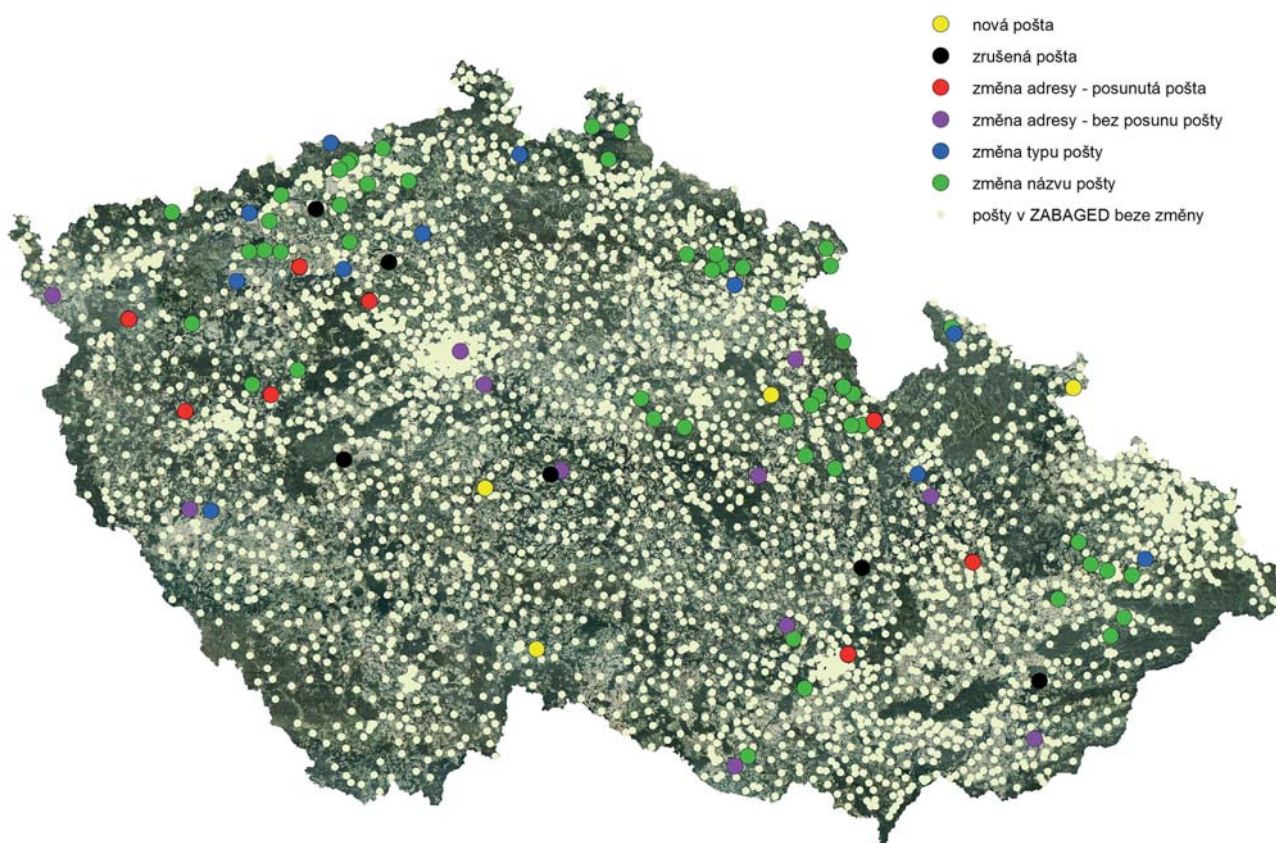 nová pošta
zrušená pošta
změna adresy - posunutá pošta
změna adresy - bez posunu pošty
změna typu pošty
změna názvu pošty
pošty v ZABAGED beze změny